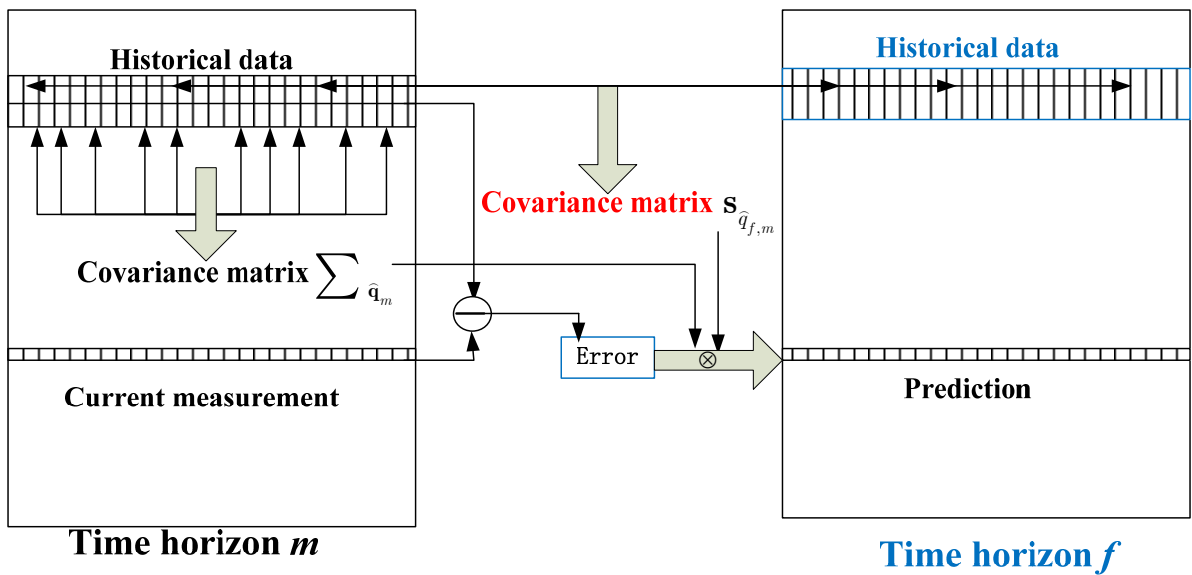 Historical data
Historical data
Covariance matrix s q̂ f,m
Covariance matrix ∑ q̂ m
Error
⊗
Current measurement
Prediction
Time horizon m
Time horizon f